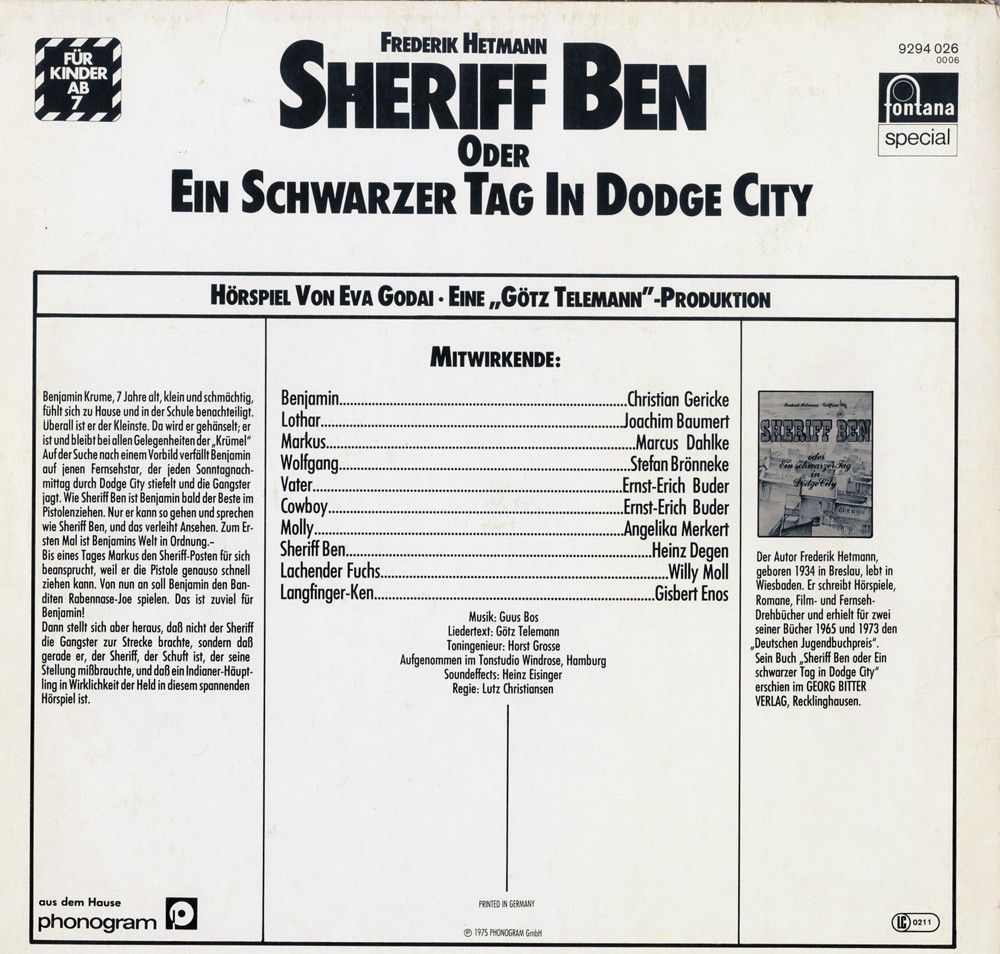 FÜR
KINDER
AB
7
FREDERIK HETMANN
SHERIFF BEN
ODER
EIN SCHWARZER TAG IN DODGE CITY
9294 026
0006
fontana
special
HÖRSPIEL VON EVA GODAI · EINE „GÖTZ TELEMANN”-PRODUKTION
Benjamin Krume, 7 Jahre alt, klein und schmächtig,
fühlt sich zu Hause und in der Schule benachteiligt.
Überall ist er der Kleinste. Da wird er gehänselt; er
ist und bleibt bei allen Gelegenheiten der „Krümel”
Auf der Suche nach einem Vorbild verfällt Benjamin
auf jenen Fernsehstar, der jeden Sonntagnach-
mittag durch Dodge City stiefelt und die Gangster
jagt. Wie Sheriff Ben ist Benjamin bald der Beste im
Pistolenziehen. Nur er kann so gehen und sprechen
wie Sheriff Ben, und das verleiht Ansehen. Zum Er-
sten Mal ist Benjamins Welt in Ordnung.–
Bis eines Tages Markus den Sheriff-Posten für sich
beansprucht, weil er die Pistole genauso schnell
ziehen kann. Von nun an soll Benjamin den Ban-
diten Rabennase-Joe spielen. Das ist zuviel für
Benjamin!
Dann stellt sich aber heraus, daß nicht der Sheriff
die Gangster zur Strecke brachte, sondern daß
gerade er, der Sheriff, der Schuft ist, der seine
Stellung mißbrauchte, und daß ein Indianer-Häupt-
ling in Wirklichkeit der Held in diesem spannenden
Hörspiel ist.
MITWIRKENDE:
Benjamin Christian Gericke
Lothar Joachim Baumert
Markus Marcus Dahlke
Wolfgang Stefan Brönneke
Vater Ernst-Erich Buder
Cowboy Ernst-Erich Buder
Molly Angelika Merkert
Sheriff Ben Heinz Degen
Lachender Fuchs Willy Moll
Langfinger-Ken Gisbert Enos
Musik: Guus Bos
Liedertext: Götz Telemann
Toningenieur: Horst Grosse
Aufgenommen im Tonstudio Windrose, Hamburg
Soundeffects: Heinz Eisinger
Regie: Lutz Christiansen
SHERIFF BEN
oder
Ein schwarzer Tag
in
Dodge City
Der Autor Frederik Hetmann,
geboren 1934 in Breslau, lebt in
Wiesbaden. Er schreibt Hörspiele,
Romane, Film- und Fernseh-
Drehbücher und erhielt für zwei
seiner Bücher 1965 und 1973 den
„Deutschen Jugendbuchpreis”.
Sein Buch „Sheriff Ben oder Ein
schwarzer Tag in Dodge City”
erschien im GEORG BITTER
VERLAG, Recklinghausen.
aus dem Hause
phonogram
PRINTED IN GERMANY
℗ 1975 PHONOGRAM GmbH
LC 0211